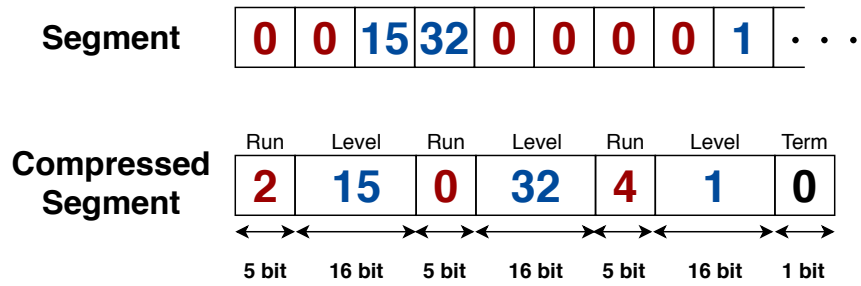 Segment 0 0 15 32 0 0 0 0 1 . . .
Run Level Run Level Run Level Term
Compressed
Segment
2 15 0 32 4 1 0
5 bit 16 bit 5 bit 16 bit 5 bit 16 bit 1 bit